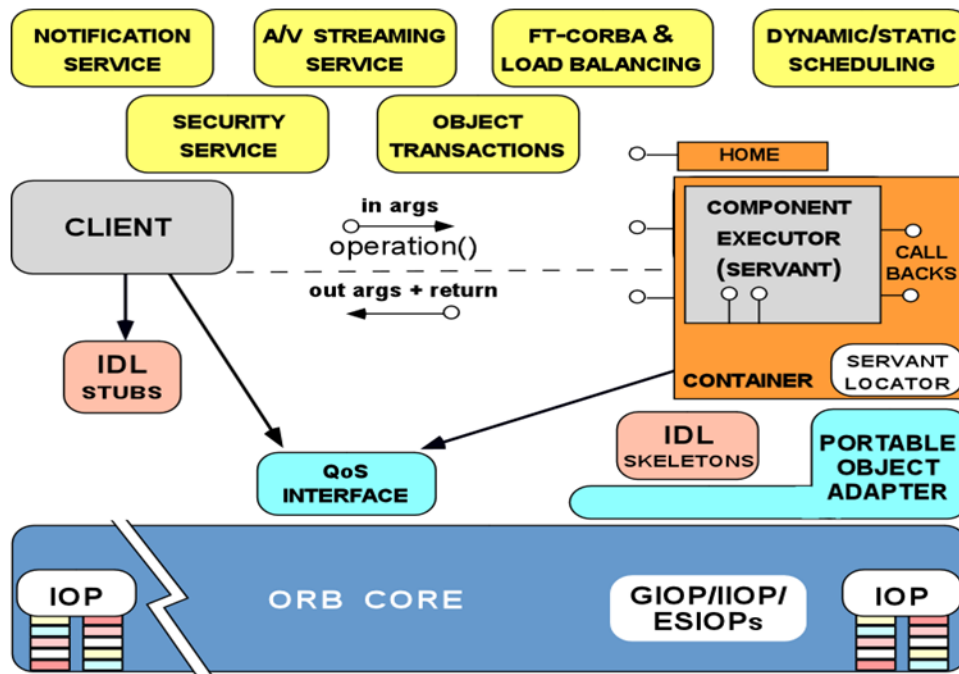 NOTIFICATION
SERVICE
A/V STREAMING
SERVICE
FT-CORBA &
LOAD BALANCING
DYNAMIC/STATIC
SCHEDULING
SECURITY
SERVICE
OBJECT
TRANSACTIONS
HOME
CLIENT
in args
operation()
out args + return
COMPONENT
EXECUTOR
(SERVANT)
CALL
BACKS
IDL
STUBS
CONTAINER
SERVANT
LOCATOR
IDL
SKELETONS
PORTABLE
OBJECT
ADAPTER
QoS
INTERFACE
IOP
ORB CORE
GIOP/IIOP/
ESIOPs
IOP